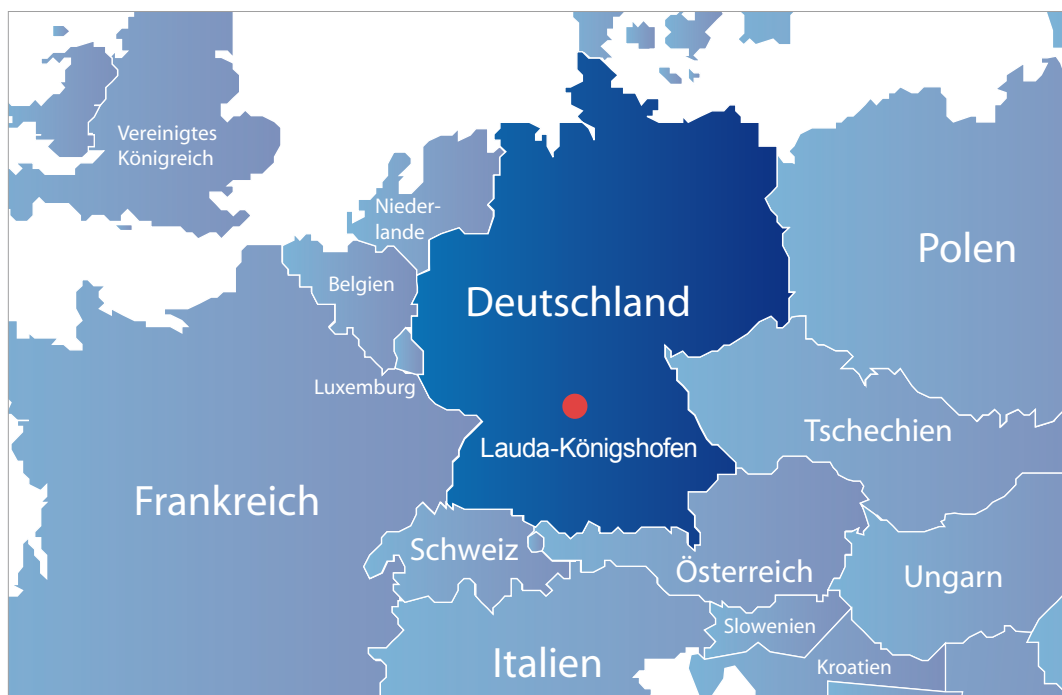 Vereinigtes
Königreich
Nieder-
lande
Polen
Belgien
Deutschland
Luxemburg
Tschechien
Lauda-Königshofen
Frankreich
Schweiz
Österreich
Ungarn
Slowenien
Italien
Kroatien